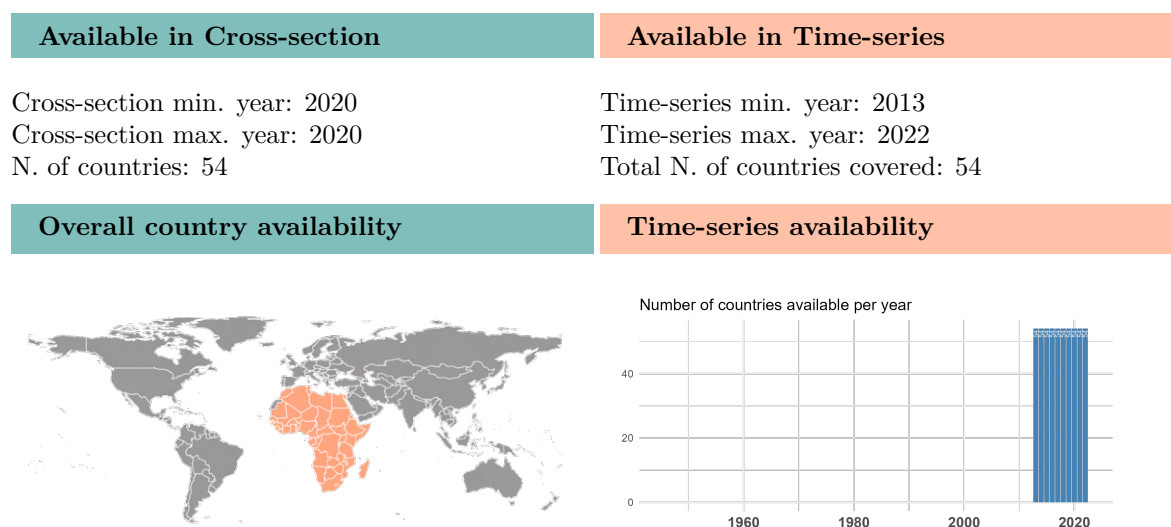 Available in Cross-section
Available in Time-series
Cross-section min. year: 2020
Cross-section max. year: 2020
N. of countries: 54
Time-series min. year: 2013
Time-series max. year: 2022
Total N. of countries covered: 54
Overall country availability
Time-series availability
Number of countries available per year
40
20
0
1960 1980 2000 2020